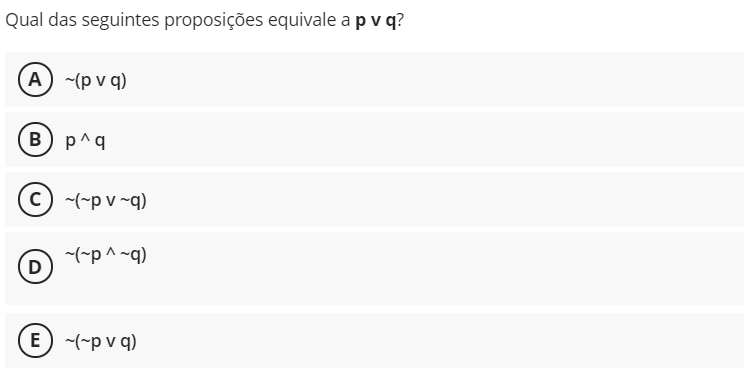 Qual das seguintes proposições equivale a p v q?
A ~(p v q)
B p ^ q
C ~(~p v ~q)
D ~(~p ^ ~q)
E ~(~p v q)